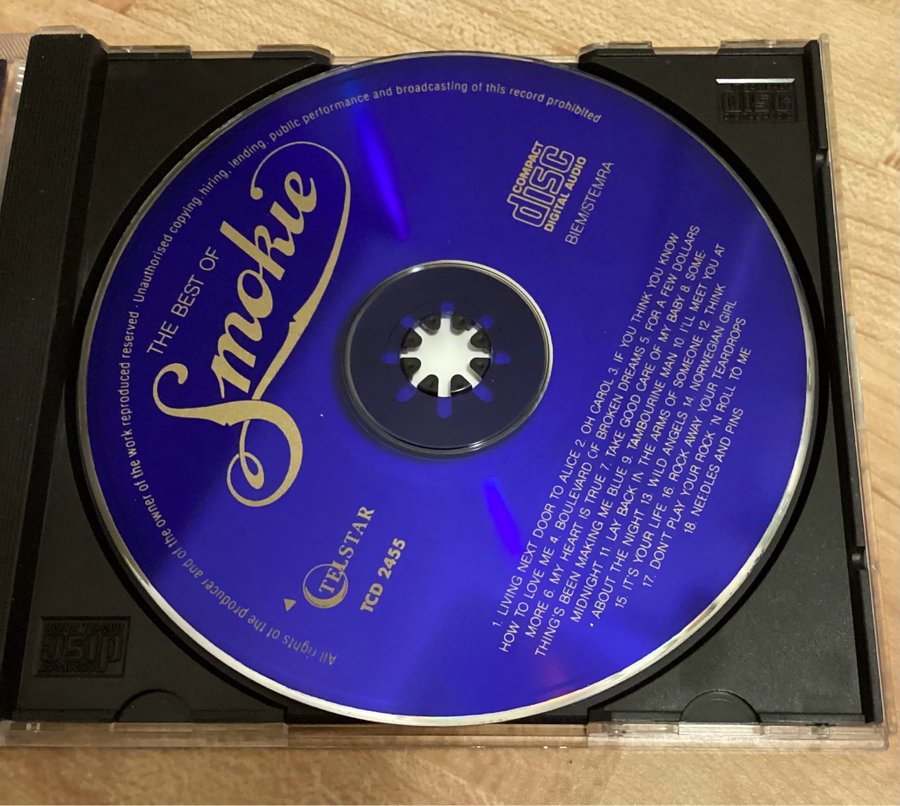 All rights of the producer and of the owner of the work reproduced reserved · Unauthorised copying, hiring, lending, public performance and broadcasting of this record prohibited
THE BEST OF
Smokie
COMPACT
disc
DIGITAL AUDIO
BIEM/STEMRA
TELSTAR
TCD 2455
1. LIVING NEXT DOOR TO ALICE 2. OH CAROL 3. IF YOU THINK YOU KNOW
HOW TO LOVE ME 4. BOULEVARD OF BROKEN DREAMS 5 FOR A FEW DOLLARS
MORE 6. MY HEART IS TRUE 7. TAKE GOOD CARE OF MY BABY 8. SOME-
THING'S BEEN MAKING ME BLUE 9. TAMBOURINE MAN 10 I'LL MEET YOU AT
MIDNIGHT 11 LAY BACK IN THE ARMS OF SOMEONE 12. THINK
• ABOUT THE NIGHT 13. WILD ANGELS 14. NORWEGIAN GIRL
15 IT'S YOUR LIFE 16. ROCK AWAY YOUR TEARDROPS
17. DON'T PLAY YOUR ROCK 'N ROLL TO ME
18. NEEDLES AND PINS
disc
disc